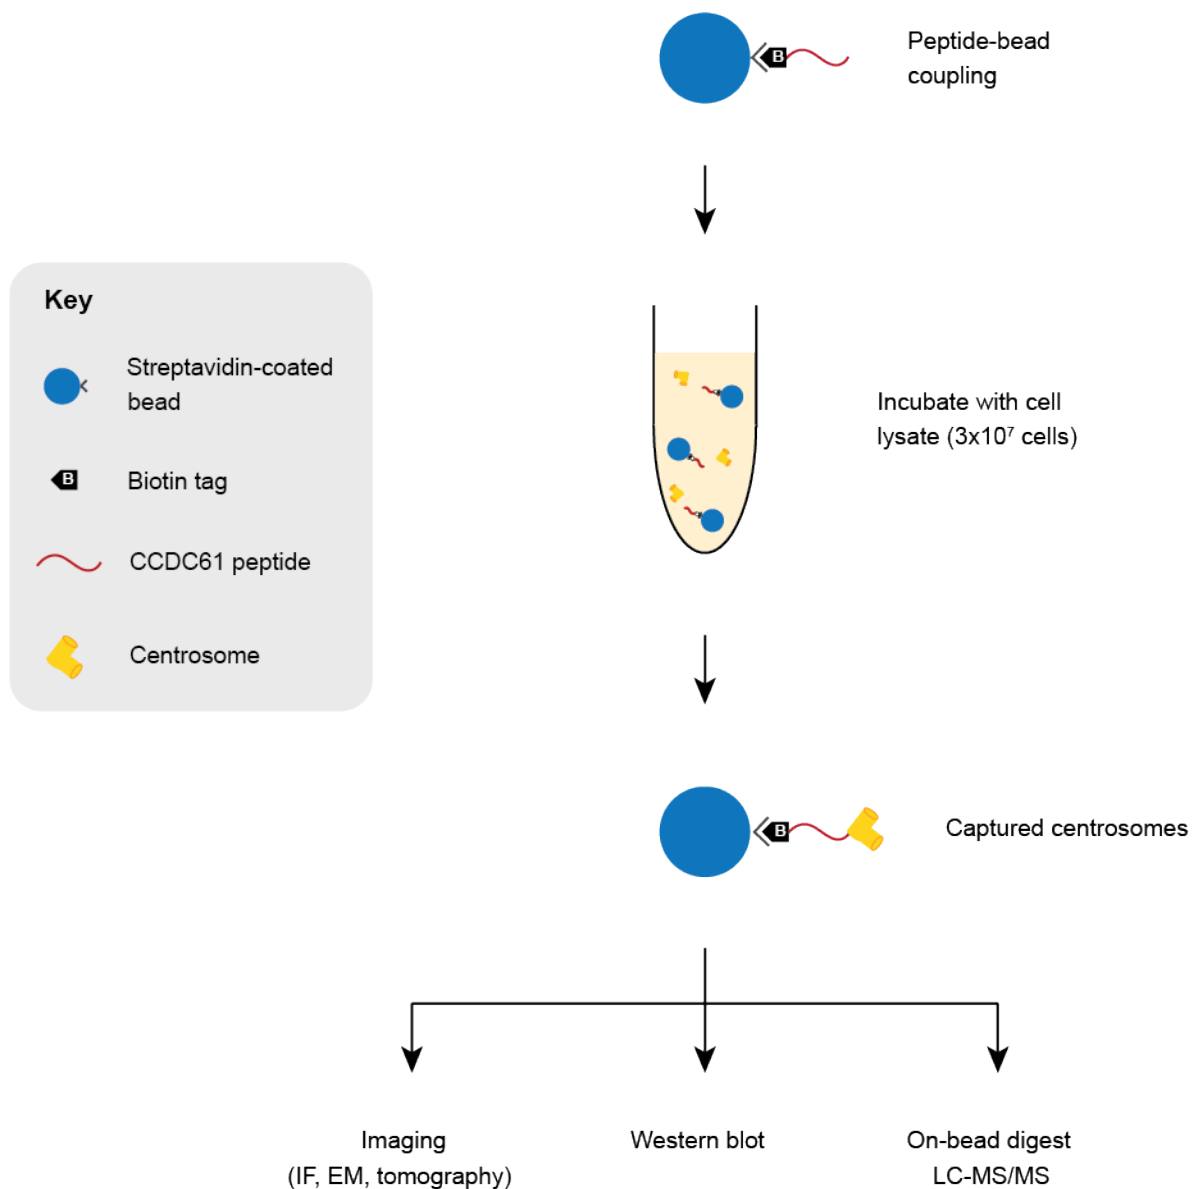 Peptide-bead
coupling
Key
Streptavidin-coated
bead
B
Biotin tag
CCDC61 peptide
Centrosome
B
Incubate with cell
lysate (3x10⁷ cells)
B
Captured centrosomes
Imaging
(IF, EM, tomography)
Western blot
On-bead digest
LC-MS/MS